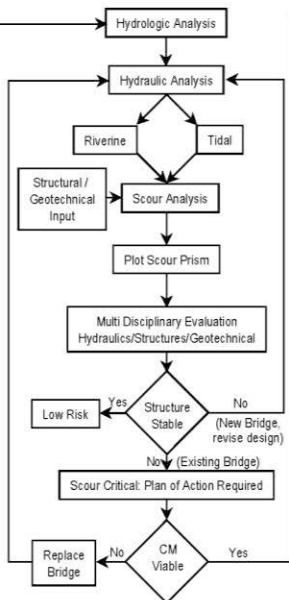 Hydrologic Analysis
Hydraulic Analysis
Riverine
Tidal
Structural /
Geotechnical
Input
Scour Analysis
Plot Scour Prism
Multi Disciplinary Evaluation
Hydraulics/Structures/Geotechnical
Yes
Structure
Stable
No
Low Risk
(New Bridge,
revise design)
No (Existing Bridge)
Scour Critical: Plan of Action Required
Replace
Bridge
No
CM
Viable
Yes